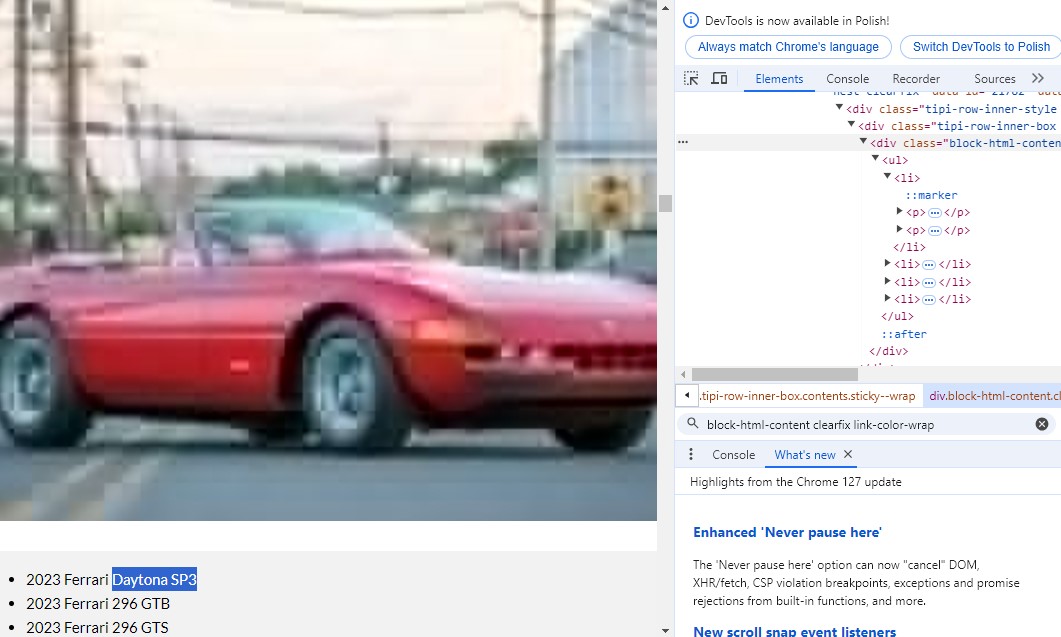 DevTools is now available in Polish!
Always match Chrome's language
Switch DevTools to Polish
Elements
Console
Recorder
Sources
<div class="tipi-row-inner-style
<div class="tipi-row-inner-box
<div class="block-html-conten
<ul>
<li>
::marker
<p> </p>
<p> </p>
</li>
<li> </li>
<li> </li>
<li> </li>
</ul>
::after
</div>
.tipi-row-inner-box.contents.sticky--wrap
div.block-html-content.cl
block-html-content clearfix link-color-wrap
Console
What's new
Highlights from the Chrome 127 update
Enhanced 'Never pause here'
The 'Never pause here' option can now "cancel" DOM,
XHR/fetch, CSP violation breakpoints, exceptions and promise
rejections from built-in functions, and more.
New scroll snap event listeners
2023 Ferrari Daytona SP3
2023 Ferrari 296 GTB
2023 Ferrari 296 GTS